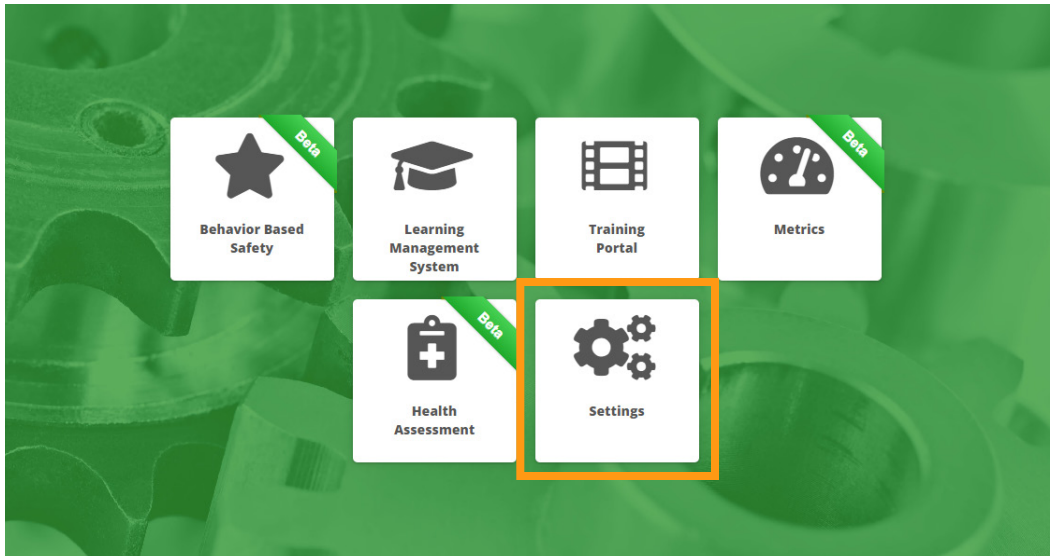 Beta
Behavior Based
Safety
Learning
Management
System
Training
Portal
Beta
Metrics
Beta
Health
Assessment
Settings